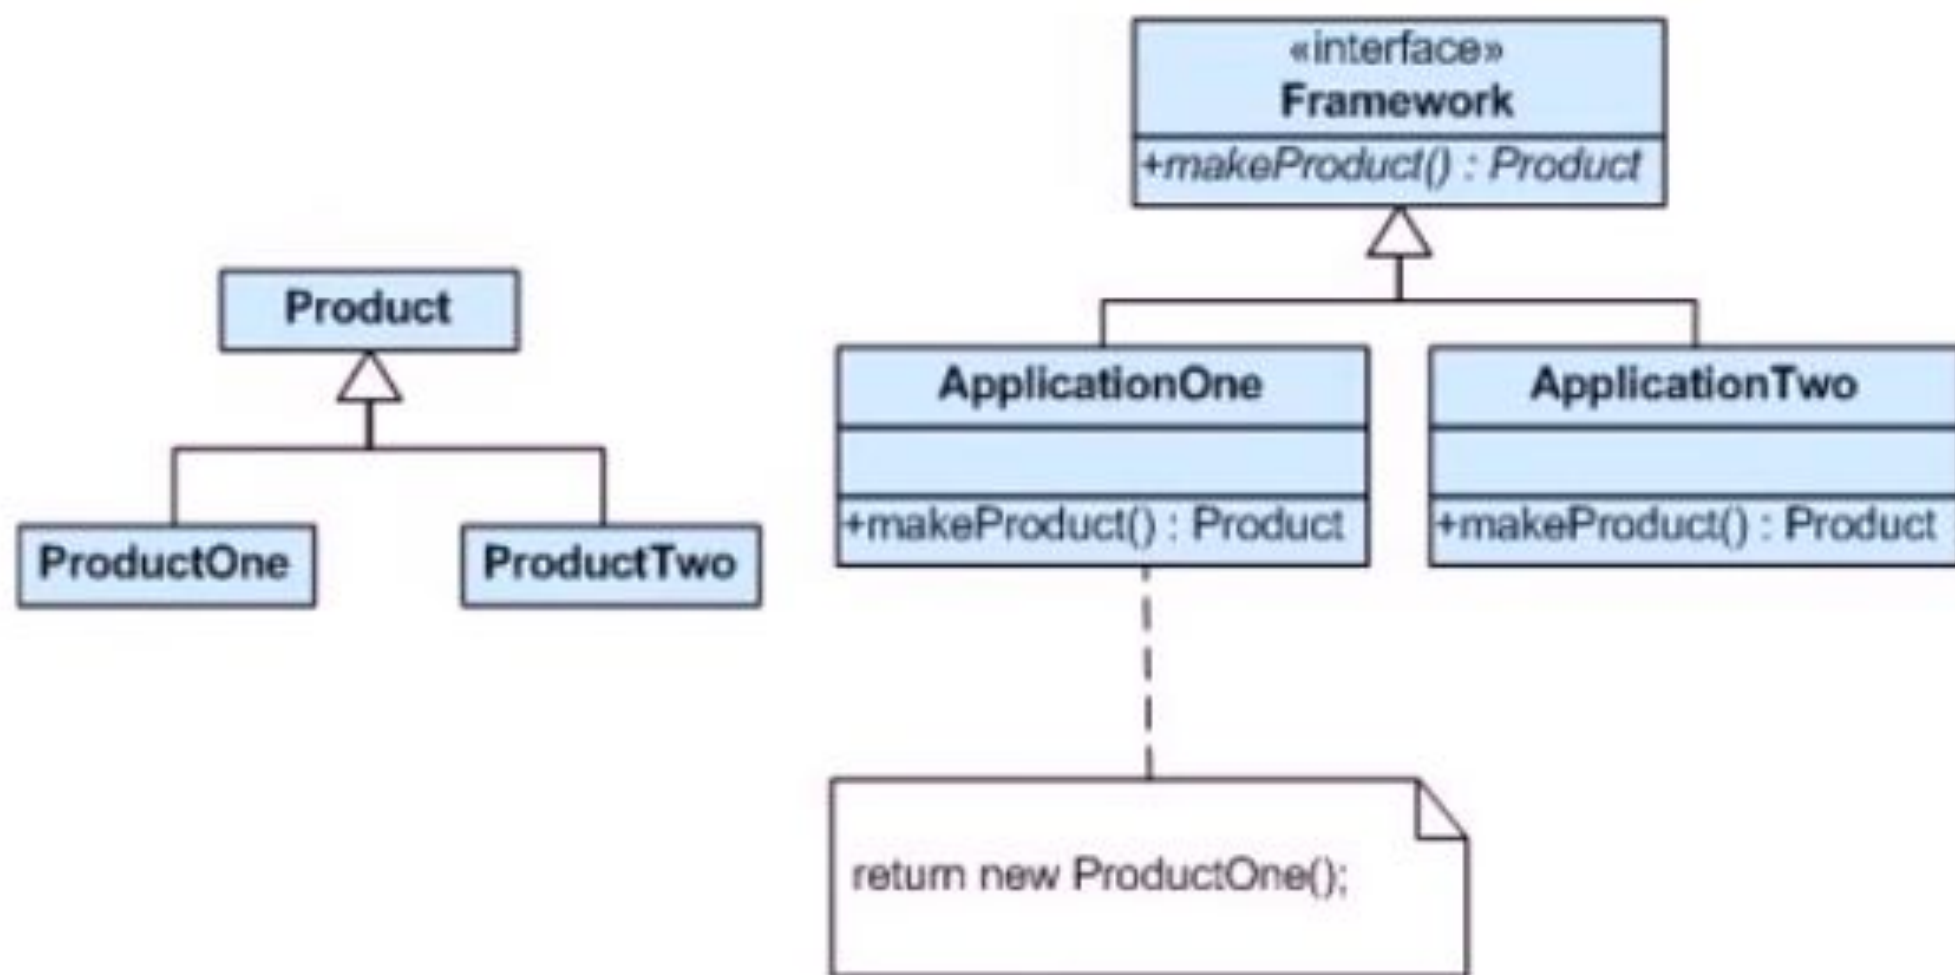 «interface»
Framework
+makeProduct() : Product
Product
ProductOne
ProductTwo
ApplicationOne
+makeProduct() : Product
ApplicationTwo
+makeProduct() : Product
return new ProductOne();